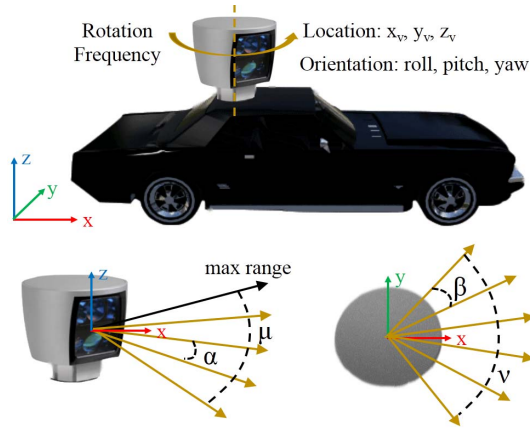 Rotation
Frequency
Location: xᵥ, yᵥ, zᵥ
Orientation: roll, pitch, yaw
z
y
x
z
max range
x
α
μ
y
β
x
ν